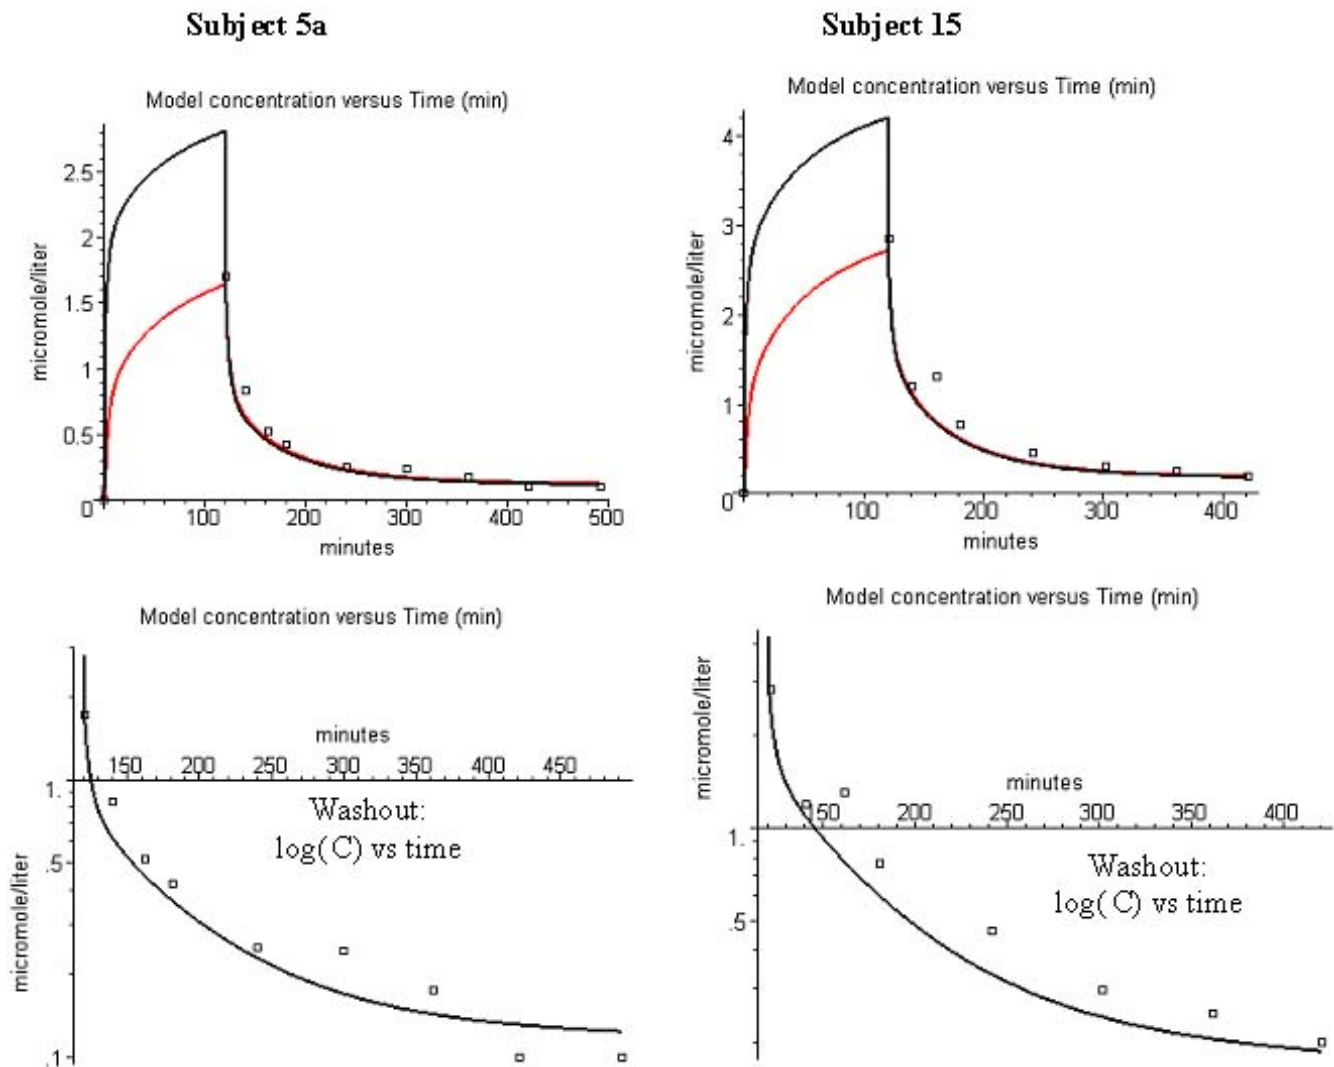 Subject 5a
Subject 15
Model concentration versus Time (min)
micromole/liter
2.5
2
1.5
1
0.5
0
100
200
300
400
500
minutes
Model concentration versus Time (min)
micromole/liter
4
3
2
1
0
100
200
300
400
minutes
Model concentration versus Time (min)
micromole/liter
minutes
150
200
250
300
350
400
450
1.
.5
.1
Washout:
log(C) vs time
Model concentration versus Time (min)
micromole/liter
minutes
150
200
250
300
350
400
1.
.5
Washout:
log(C) vs time